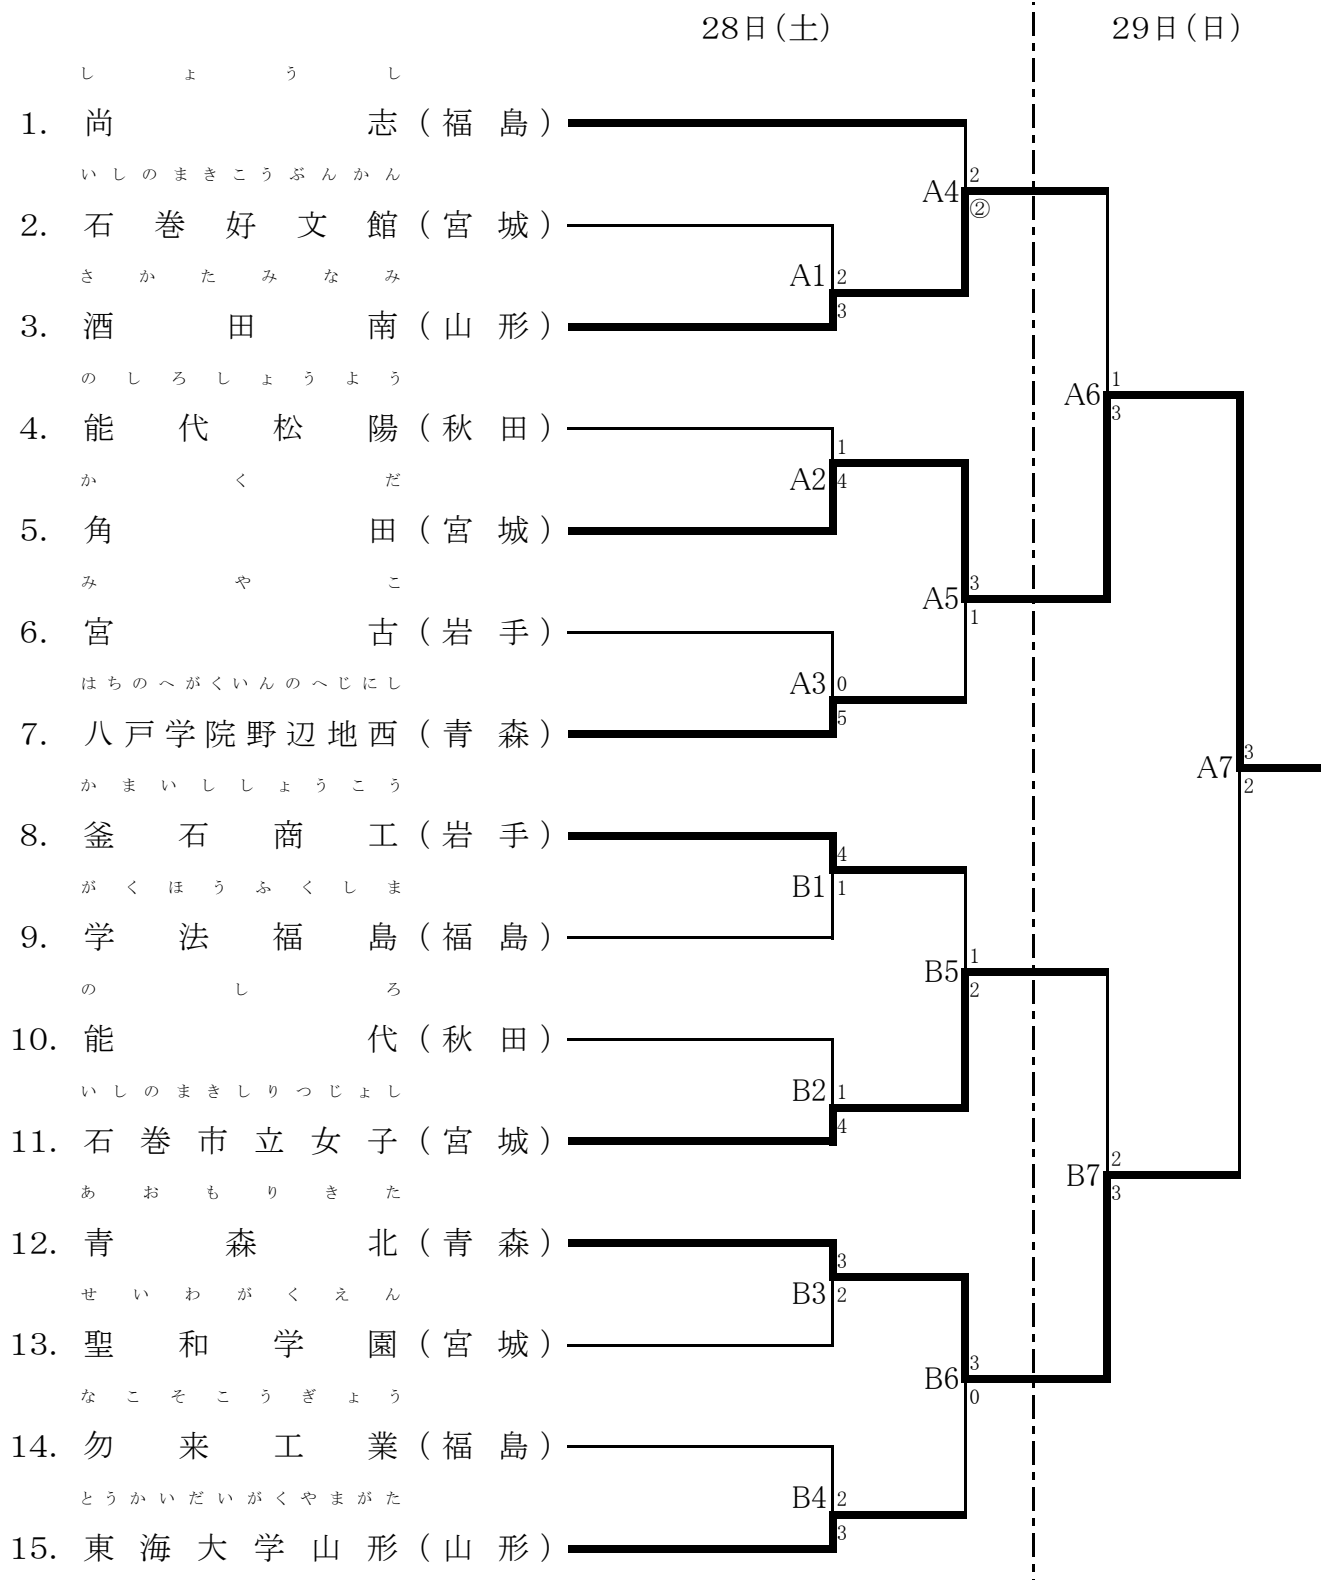 28日(土) 29日(日)
しょうし
1. 尚志(福島)
2
A4
②
いしのまきこうぶんかん
2. 石巻好文館(宮城)
A1 2
3
さかたみなみ
3. 酒田南(山形)
のしろしょうよう
1
A6
3
4. 能代松陽(秋田)
1
A2 4
かくだ
5. 角田(宮城)
みやこ
3
A5
1
6. 宮古(岩手)
はちのへがくいんのへじにし
A3 0
5
7. 八戸学院野辺地西(青森)
3
A7
2
かまいししょうこう
8. 釜石商工(岩手)
4
B1 1
がくほうふくしま
9. 学法福島(福島)
1
B5
2
のしろ
10. 能代(秋田)
いしのまきしりつじょし
B2 1
4
11. 石巻市立女子(宮城)
2
B7
3
あおもりきた
12. 青森北(青森)
3
B3 2
せいわがくえん
13. 聖和学園(宮城)
3
B6
0
なこそこうぎょう
14. 勿来工業(福島)
とうかいだいがくやまがた
B4 2
3
15. 東海大学山形(山形)